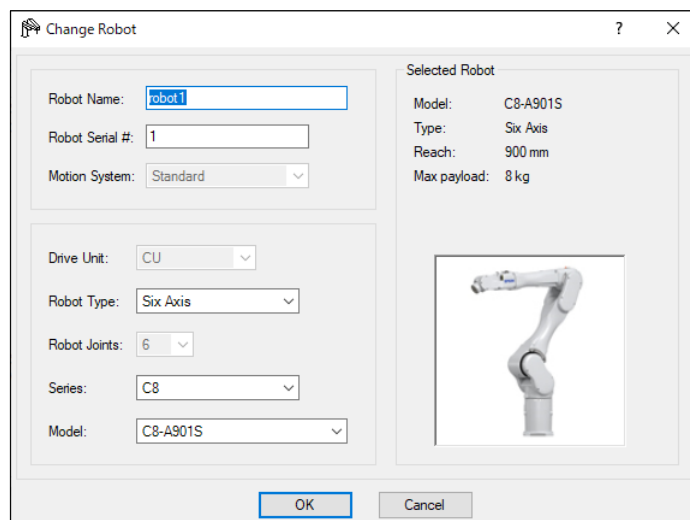 Change Robot
Robot Name: robot1
Robot Serial #: 1
Motion System: Standard
Drive Unit: CU
Robot Type: Six Axis
Robot Joints: 6
Series: C8
Model: C8-A901S
Selected Robot
Model: C8-A901S
Type: Six Axis
Reach: 900 mm
Max payload: 8 kg
OK
Cancel